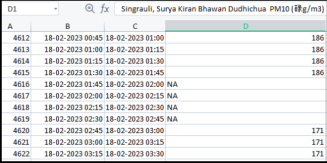 D1 fx Singrauli, Surya Kiran Bhawan Dudhichua PM10 (碌g/m3)
A B C D
4612 18-02-2023 00:45 18-02-2023 01:00 186
4613 18-02-2023 01:00 18-02-2023 01:15 186
4614 18-02-2023 01:15 18-02-2023 01:30 186
4615 18-02-2023 01:30 18-02-2023 01:45 186
4616 18-02-2023 01:45 18-02-2023 02:00 NA
4617 18-02-2023 02:00 18-02-2023 02:15 NA
4618 18-02-2023 02:15 18-02-2023 02:30 NA
4619 18-02-2023 02:30 18-02-2023 02:45 NA
4620 18-02-2023 02:45 18-02-2023 03:00 171
4621 18-02-2023 03:00 18-02-2023 03:15 171
4622 18-02-2023 03:15 18-02-2023 03:30 171